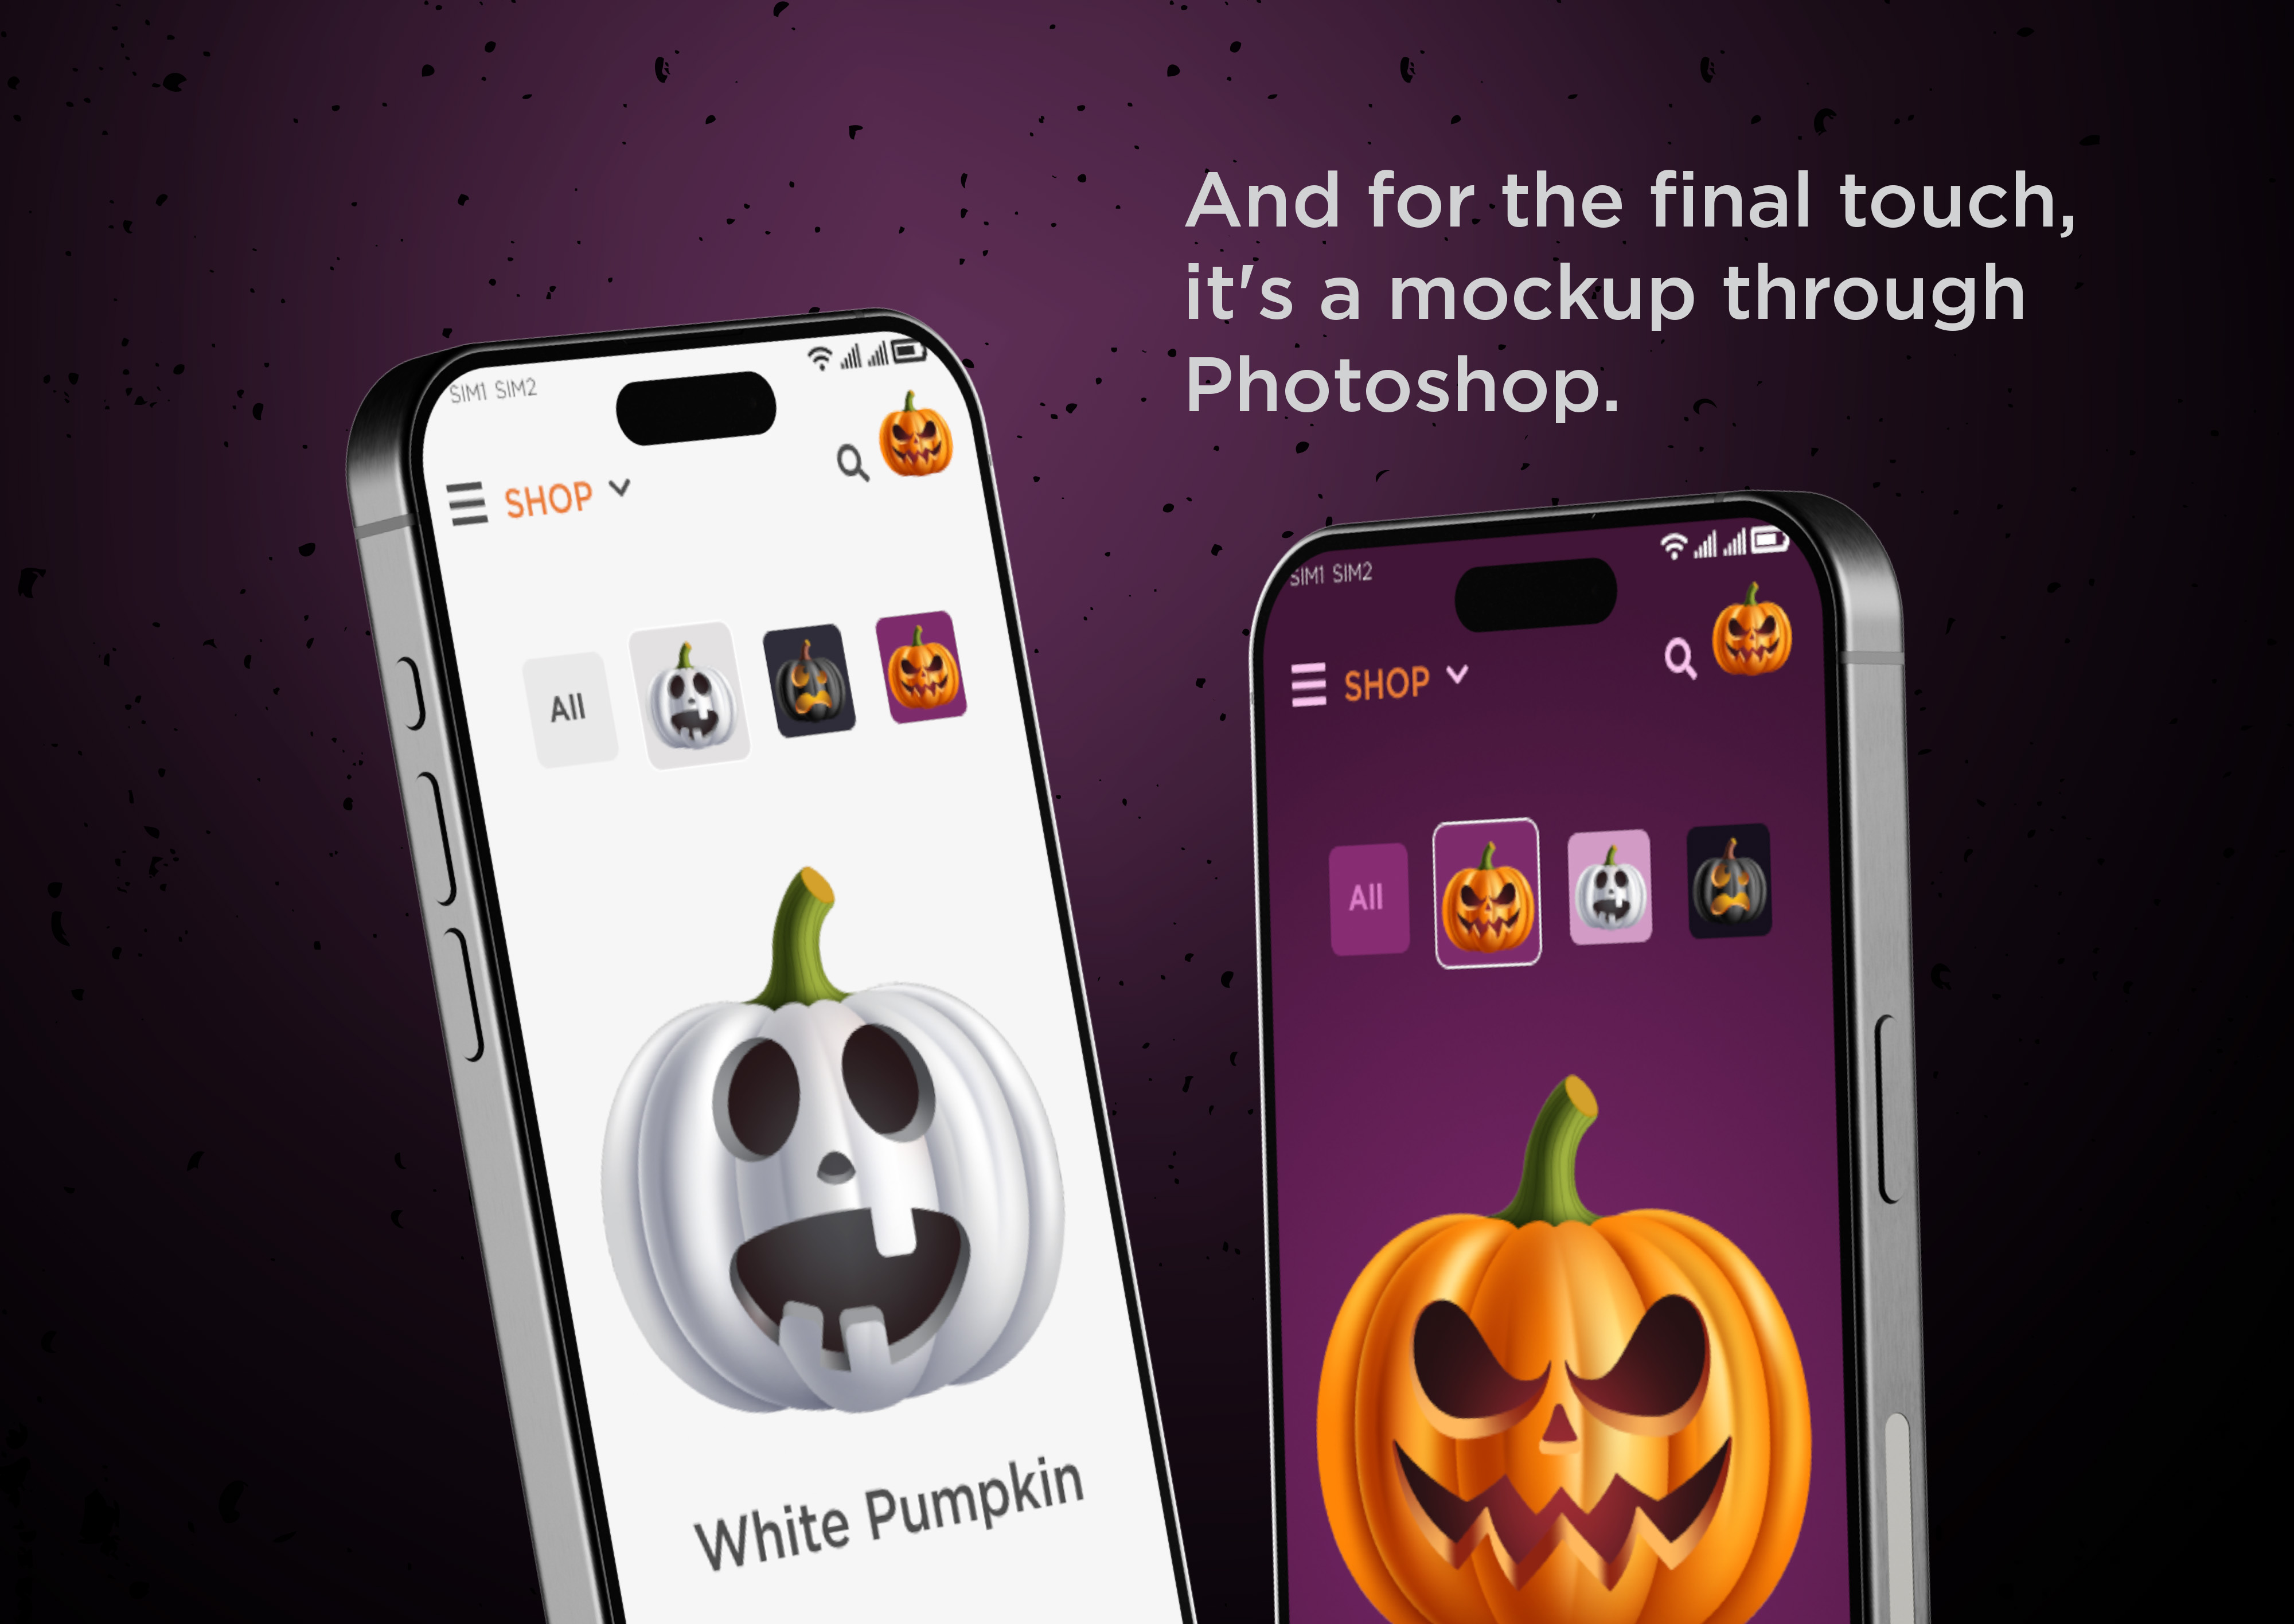 And for the final touch,
it's a mockup through
Photoshop.
SIM1 SIM2
SHOP
All
White Pumpkin
SIM1 SIM2
SHOP
All